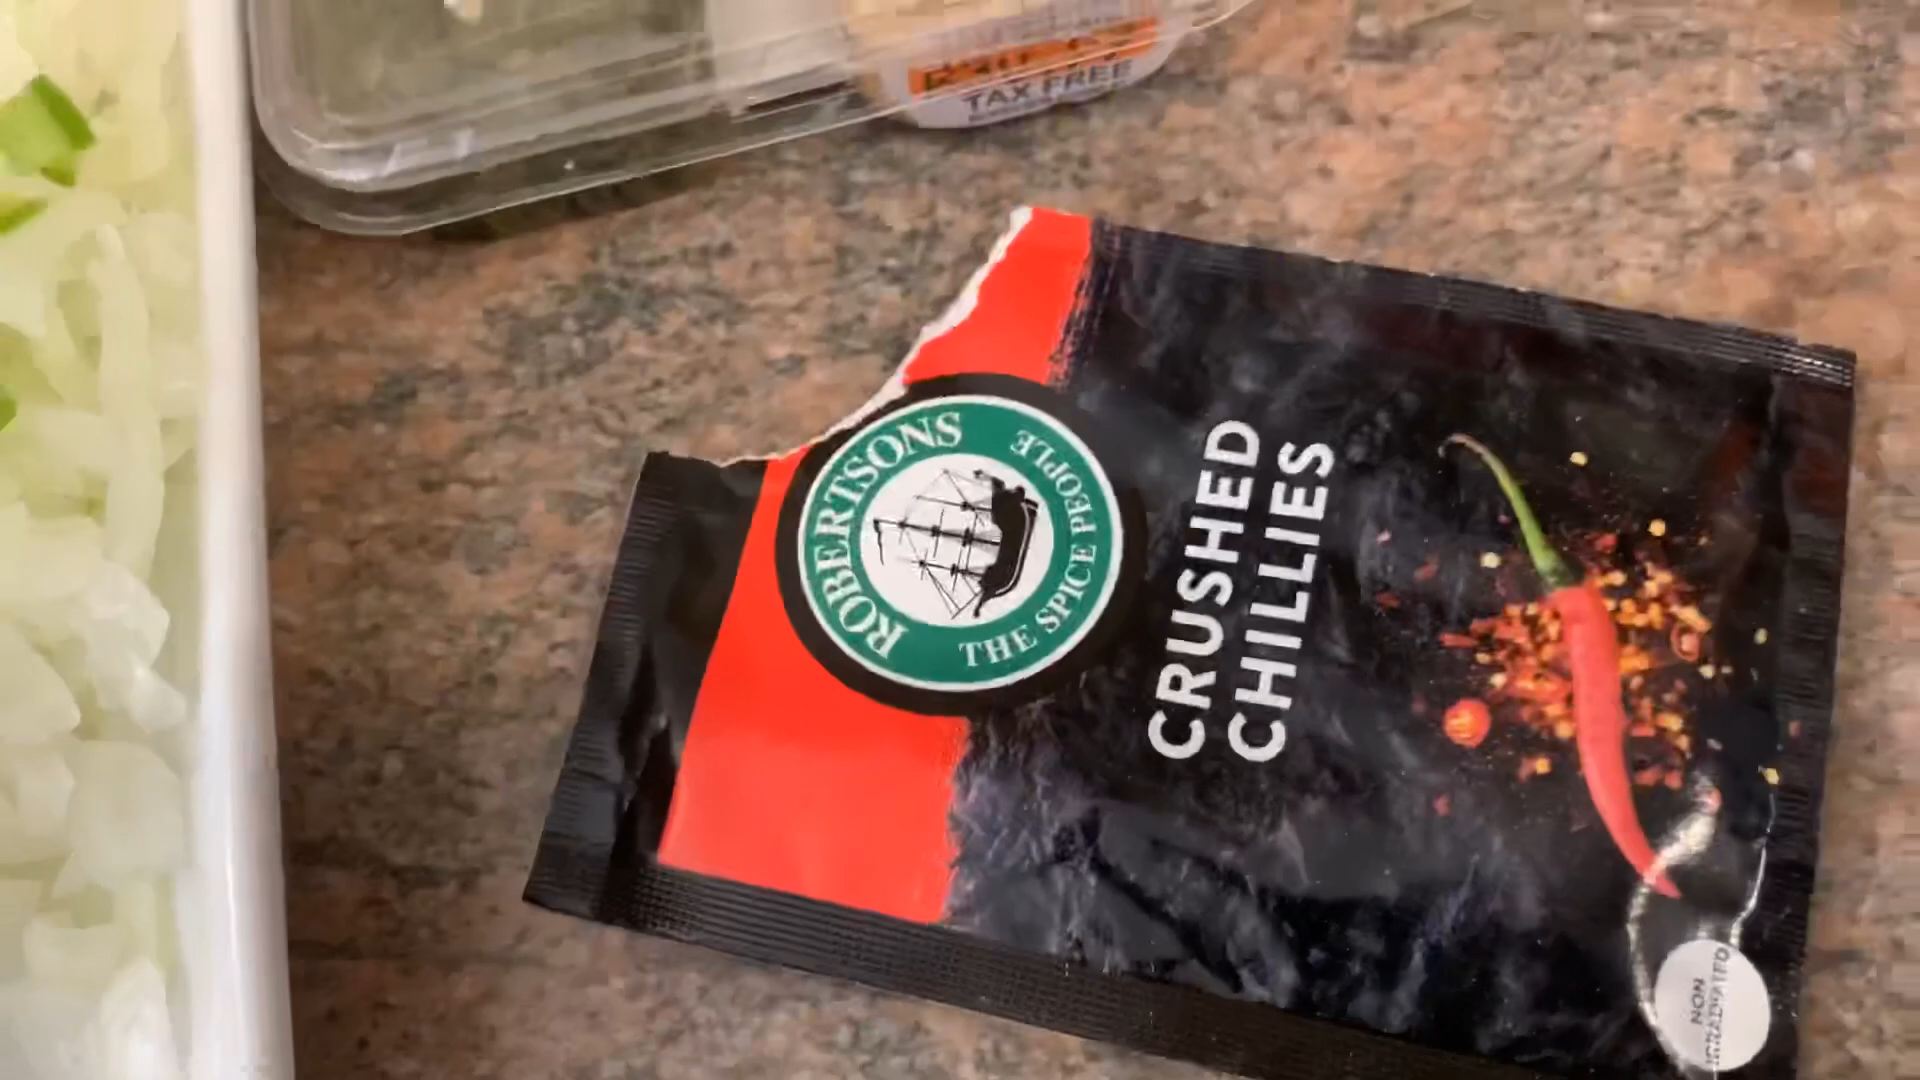 TAX FREE
ROBERTSONS
THE SPICE PEOPLE
CRUSHED
CHILLIES
NON
IRRADIATED